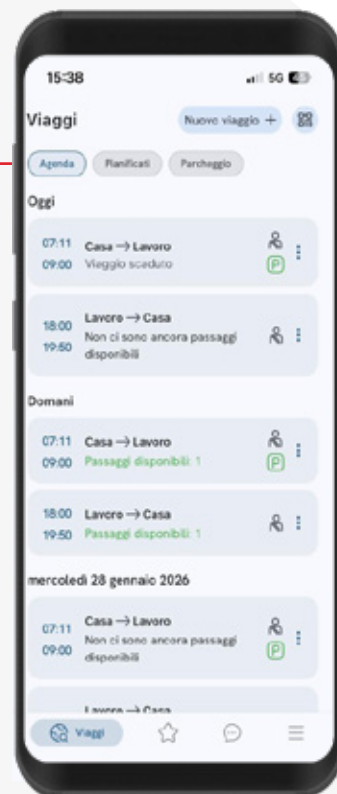 15:38 5G
Viaggi Nuovo viaggio +
Agenda Pianificati Parcheggio
Oggi
07:11 Casa → Lavoro
09:00 Viaggio scaduto
P
18:00 Lavoro → Casa
19:50 Non ci sono ancora passaggi
disponibili
Domani
07:11 Casa → Lavoro
09:00 Passaggi disponibili: 1
P
18:00 Lavoro → Casa
19:50 Passaggi disponibili: 1
mercoledì 28 gennaio 2026
07:11 Casa → Lavoro
09:00 Non ci sono ancora passaggi
disponibili
P
Lavoro → Casa
Viaggi